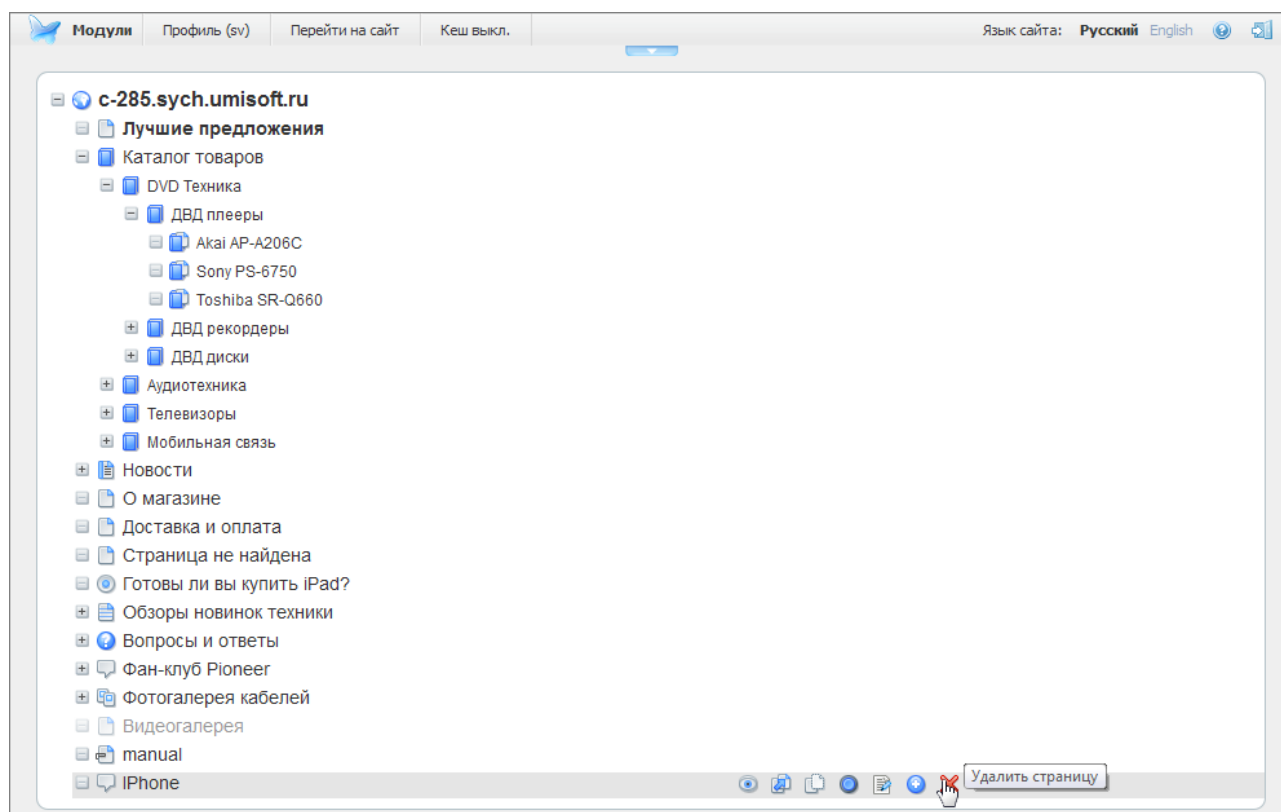 Модули Профиль (sv) Перейти на сайт Кеш выкл. Язык сайта: Русский English
c-285.sych.umisoft.ru
Лучшие предложения
Каталог товаров
DVD Техника
ДВД плееры
Akai AP-A206C
Sony PS-6750
Toshiba SR-Q660
ДВД рекордеры
ДВД диски
Аудиотехника
Телевизоры
Мобильная связь
Новости
О магазине
Доставка и оплата
Страница не найдена
Готовы ли вы купить iPad?
Обзоры новинок техники
Вопросы и ответы
Фан-клуб Pioneer
Фотогалерея кабелей
Видеогалерея
manual
IPhone Удалить страницу